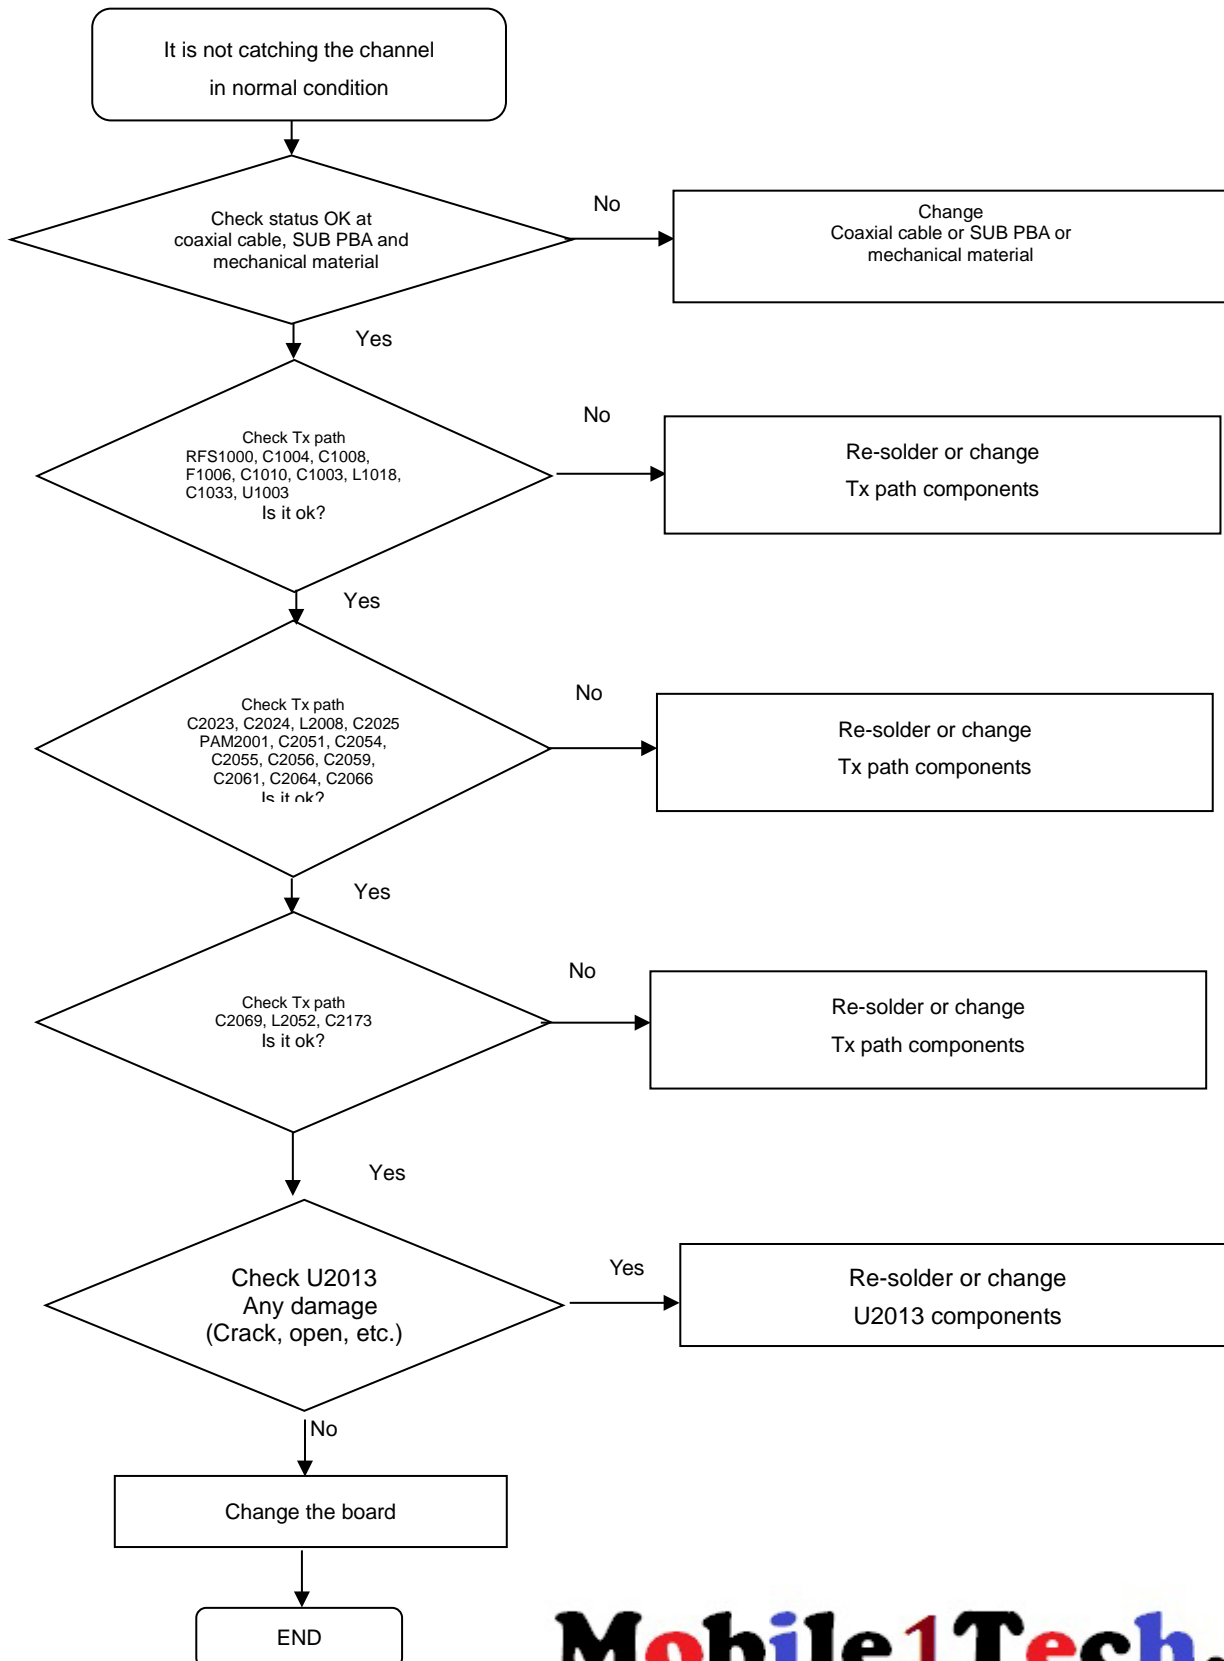 It is not catching the channel
in normal condition
Check status OK at
coaxial cable, SUB PBA and
mechanical material
No
Change
Coaxial cable or SUB PBA or
mechanical material
Yes
Check Tx path
RFS1000, C1004, C1008,
F1006, C1010, C1003, L1018,
C1033, U1003
Is it ok?
No
Re-solder or change
Tx path components
Yes
Check Tx path
C2023, C2024, L2008, C2025
PAM2001, C2051, C2054,
C2055, C2056, C2059,
C2061, C2064, C2066
Is it ok?
No
Re-solder or change
Tx path components
Yes
Check Tx path
C2069, L2052, C2173
Is it ok?
No
Re-solder or change
Tx path components
Yes
Check U2013
Any damage
(Crack, open, etc.)
Yes
Re-solder or change
U2013 components
No
Change the board
END
Mobile1Tech.